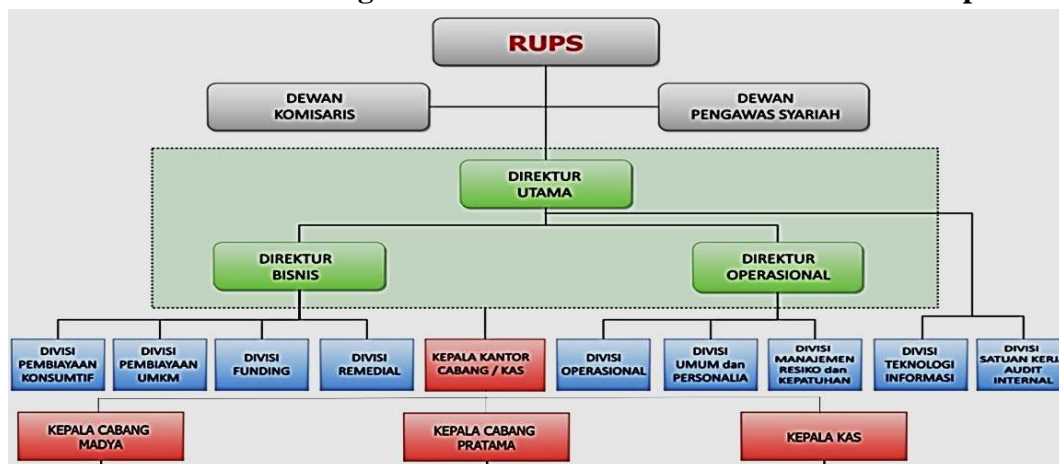 RUPS
DEWAN
KOMISARIS
DEWAN
PENGAWAS SYARIAH
DIREKTUR
UTAMA
DIREKTUR
BISNIS
DIREKTUR
OPERASIONAL
DIVISI
PEMBIAYAAN
KONSUMTIF
DIVISI
PEMBIAYAAN
UMKM
DIVISI
FUNDING
DIVISI
REMEDIAL
KEPALA KANTOR
CABANG / KAS
DIVISI
OPERASIONAL
DIVISI
UMUM dan
PERSONALIA
DIVISI
MANAJEMEN
RESIKO dan
KEPATUHAN
DIVISI
TEKNOLOGI
INFORMASI
DIVISI
SATUAN KERJA
AUDIT
INTERNAL
KEPALA CABANG
MADYA
KEPALA CABANG
PRATAMA
KEPALA KAS